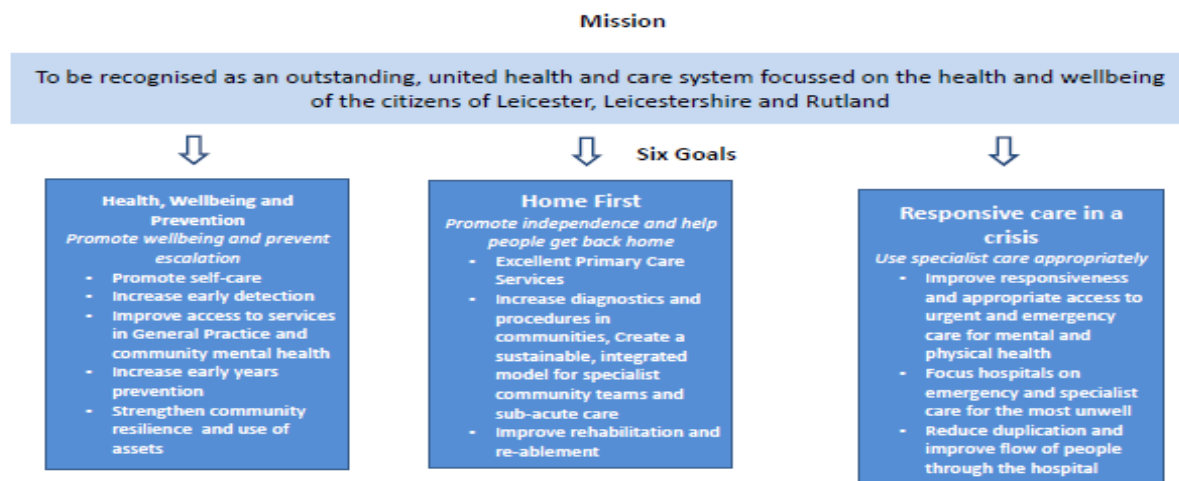 Mission
To be recognised as an outstanding, united health and care system focussed on the health and wellbeing
of the citizens of Leicester, Leicestershire and Rutland
Six Goals
Health, Wellbeing and
Prevention
Promote wellbeing and prevent
escalation
- Promote self-care
- Increase early detection
- Improve access to services
in General Practice and
community mental health
- Increase early years
prevention
- Strengthen community
resilience and use of
assets
Home First
Promote independence and help
people get back home
- Excellent Primary Care
Services
- Increase diagnostics and
procedures in
communities, Create a
sustainable, integrated
model for specialist
community teams and
sub-acute care
- Improve rehabilitation and
re-ablement
Responsive care in a
crisis
Use specialist care appropriately
- Improve responsiveness
and appropriate access to
urgent and emergency
care for mental and
physical health
- Focus hospitals on
emergency and specialist
care for the most unwell
- Reduce duplication and
improve flow of people
through the hospital